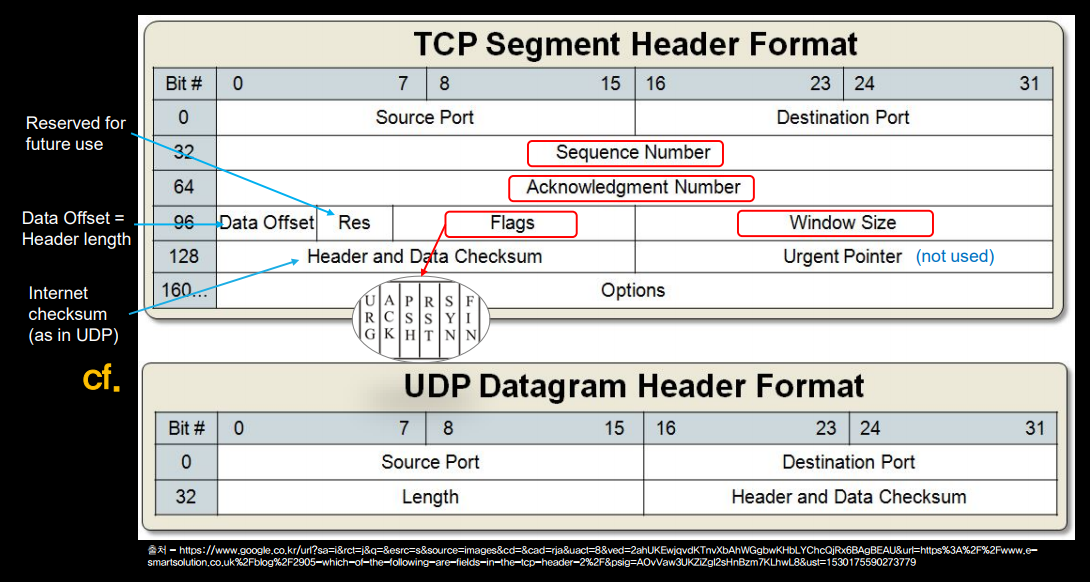 TCP Segment Header Format
Bit # 0 7 8 15 16 23 24 31
0 Source Port Destination Port
Reserved for
future use
32 Sequence Number
64 Acknowledgment Number
Data Offset =
Header length
96 Data Offset Res Flags Window Size
128 Header and Data Checksum Urgent Pointer (not used)
Internet
checksum
(as in UDP)
160... Options
URG ACK PSH RST SYN FIN
cf.
UDP Datagram Header Format
Bit # 0 7 8 15 16 23 24 31
0 Source Port Destination Port
32 Length Header and Data Checksum
출처 – https://www.google.co.kr/url?sa=i&rct=j&q=&esrc=s&source=images&cd=&cad=rja&uact=8&ved=2ahUKEwjqvdKTnvXbAhWGgbwKHbLYChcQjRx6BAgBEAU&url=https%3A%2F%2Fwww.e-
smartsolution.co.uk%2Fblog%2F2905-which-of-the-following-are-fields-in-the-tcp-header-2%2F&psig=AOvVaw3UKZiZgl2sHnBzm7KLhwL8&ust=1530175590273779